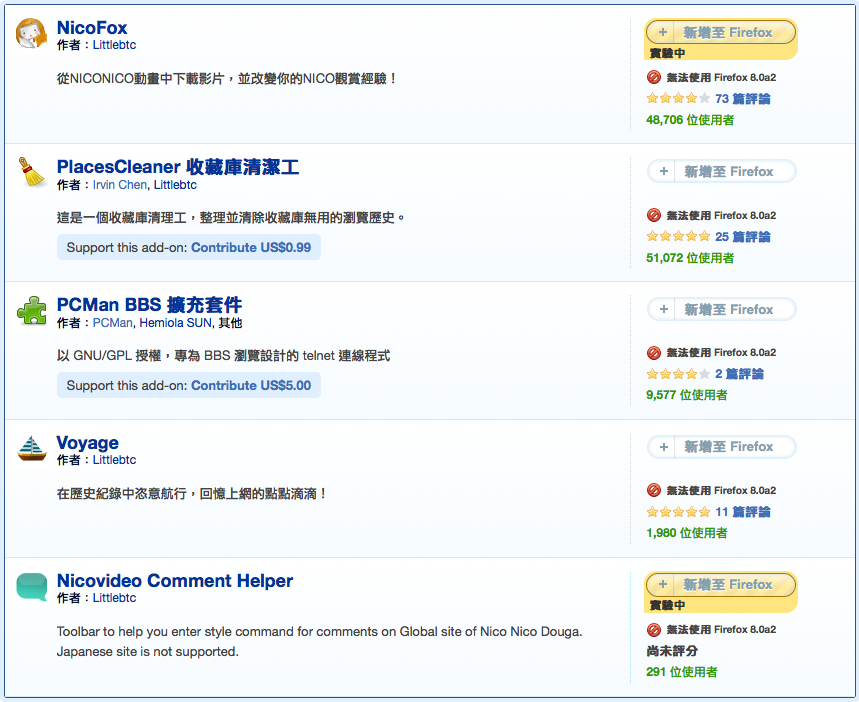 NicoFox
作者：Littlebtc
從NICONICO動畫中下載影片，並改變你的NICO觀賞經驗！
+ 新增至 Firefox
實驗中
無法使用 Firefox 8.0a2
73 篇評論
48,706 位使用者
PlacesCleaner 收藏庫清潔工
作者：Irvin Chen, Littlebtc
這是一個收藏庫清理工，整理並清除收藏庫無用的瀏覽歷史。
Support this add-on: Contribute US$0.99
+ 新增至 Firefox
無法使用 Firefox 8.0a2
25 篇評論
51,072 位使用者
PCMan BBS 擴充套件
作者：PCMan, Hemiola SUN, 其他
以 GNU/GPL 授權，專為 BBS 瀏覽設計的 telnet 連線程式
Support this add-on: Contribute US$5.00
+ 新增至 Firefox
無法使用 Firefox 8.0a2
2 篇評論
9,577 位使用者
Voyage
作者：Littlebtc
在歷史紀錄中恣意航行，回憶上網的點點滴滴！
+ 新增至 Firefox
無法使用 Firefox 8.0a2
11 篇評論
1,980 位使用者
Nicovideo Comment Helper
作者：Littlebtc
Toolbar to help you enter style command for comments on Global site of Nico Nico Douga.
Japanese site is not supported.
+ 新增至 Firefox
實驗中
無法使用 Firefox 8.0a2
尚未評分
291 位使用者